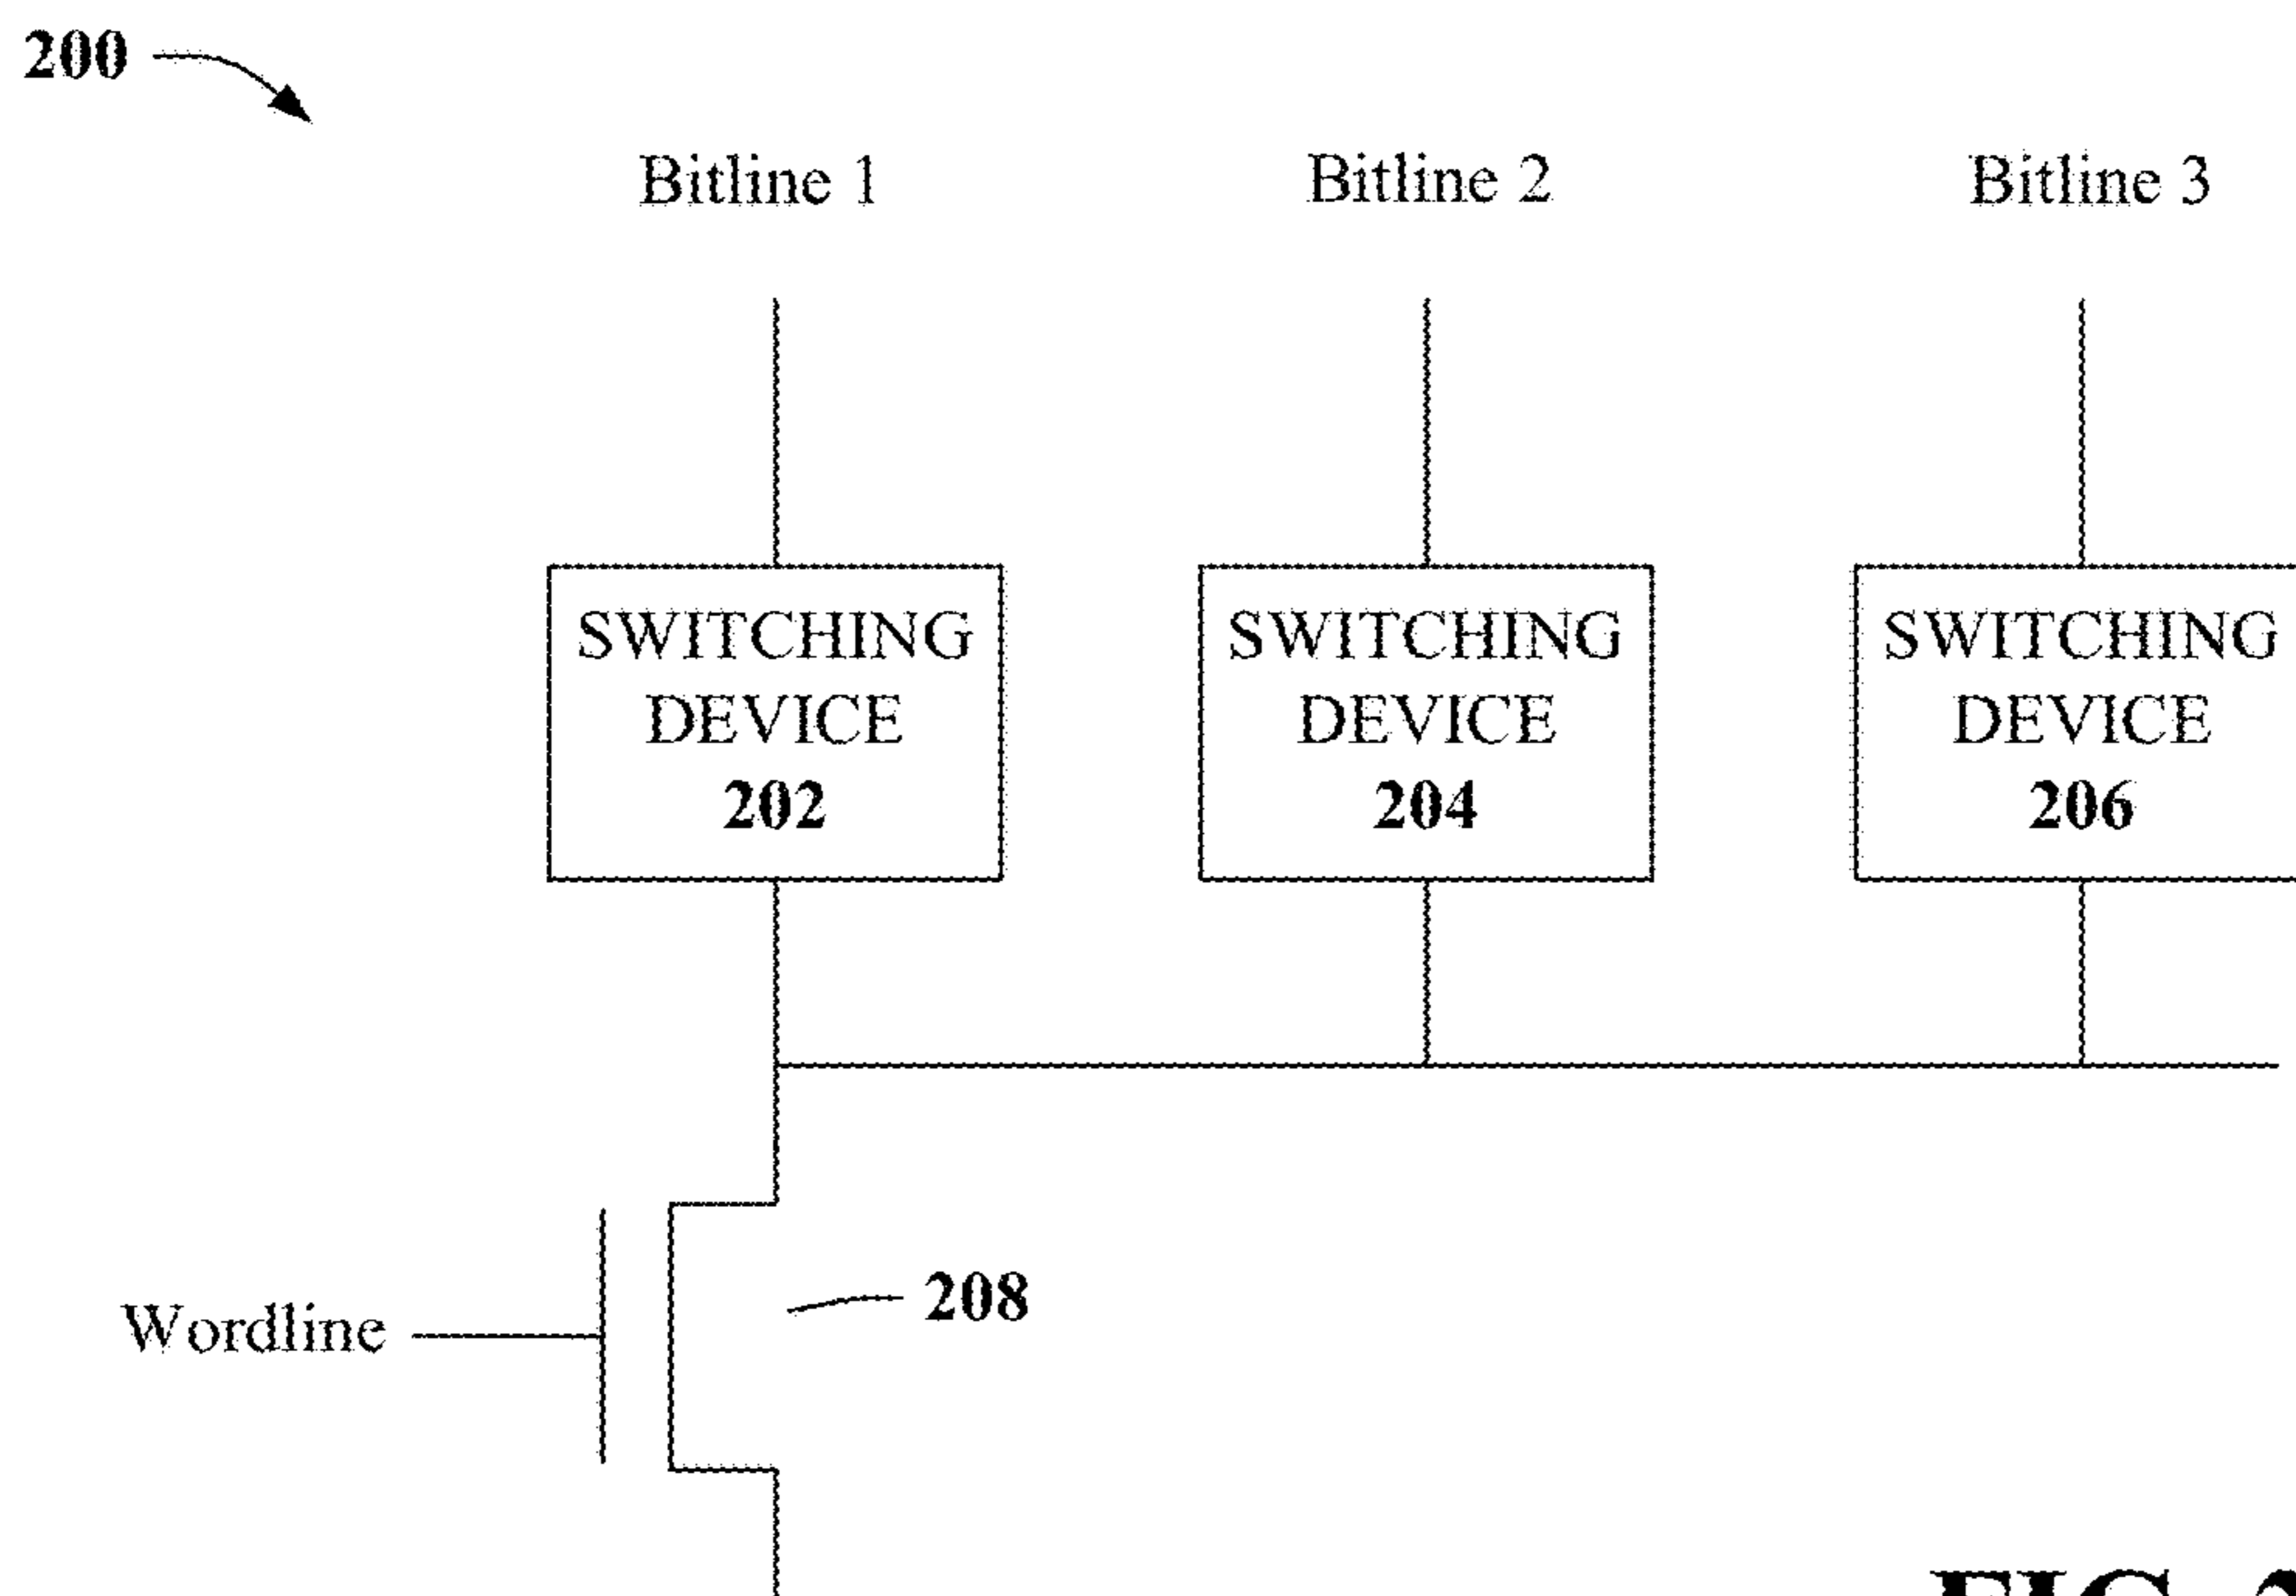 200
Bitline 1
Bitline 2
Bitline 3
SWITCHING
DEVICE
202
SWITCHING
DEVICE
204
SWITCHING
DEVICE
206
208
Wordline